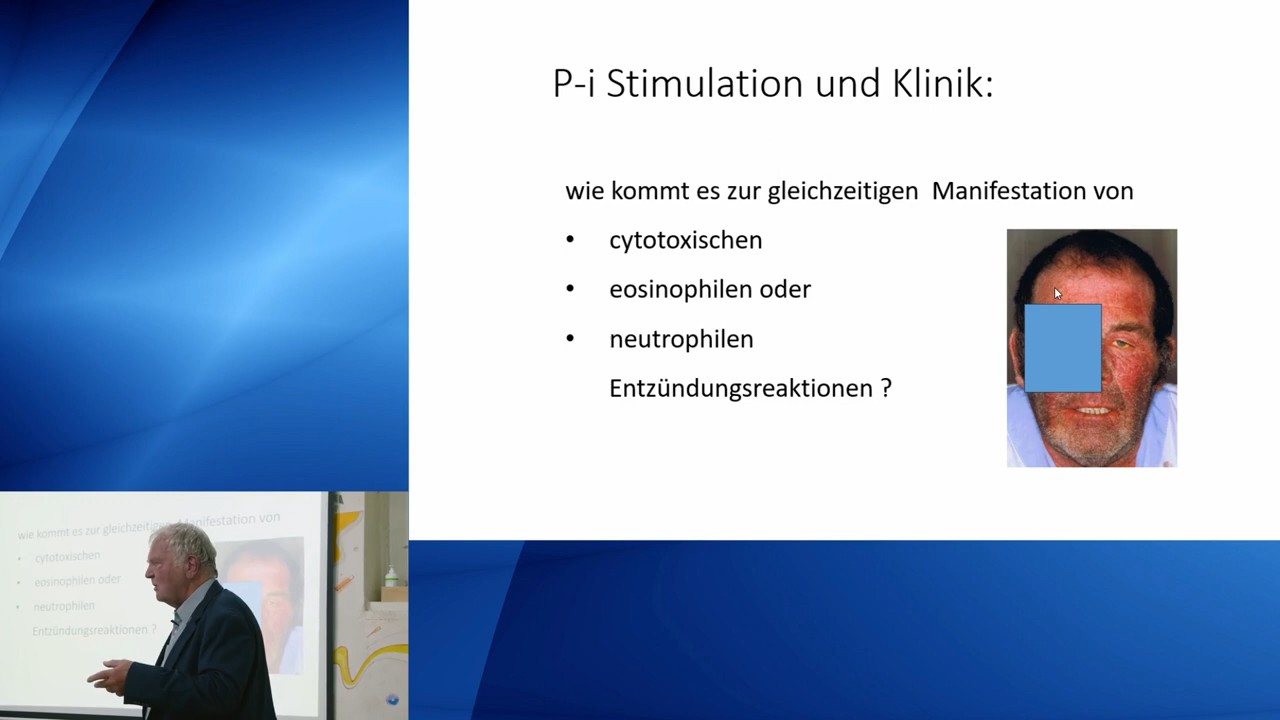 P-i Stimulation und Klinik:
wie kommt es zur gleichzeitigen Manifestation von
• cytotoxischen
• eosinophilen oder
• neutrophilen
Entzündungsreaktionen ?
wie kommt es zur gleichzeitigen Manifestation von
• cytotoxischen
• eosinophilen oder
• neutrophilen
Entzündungsreaktionen ?